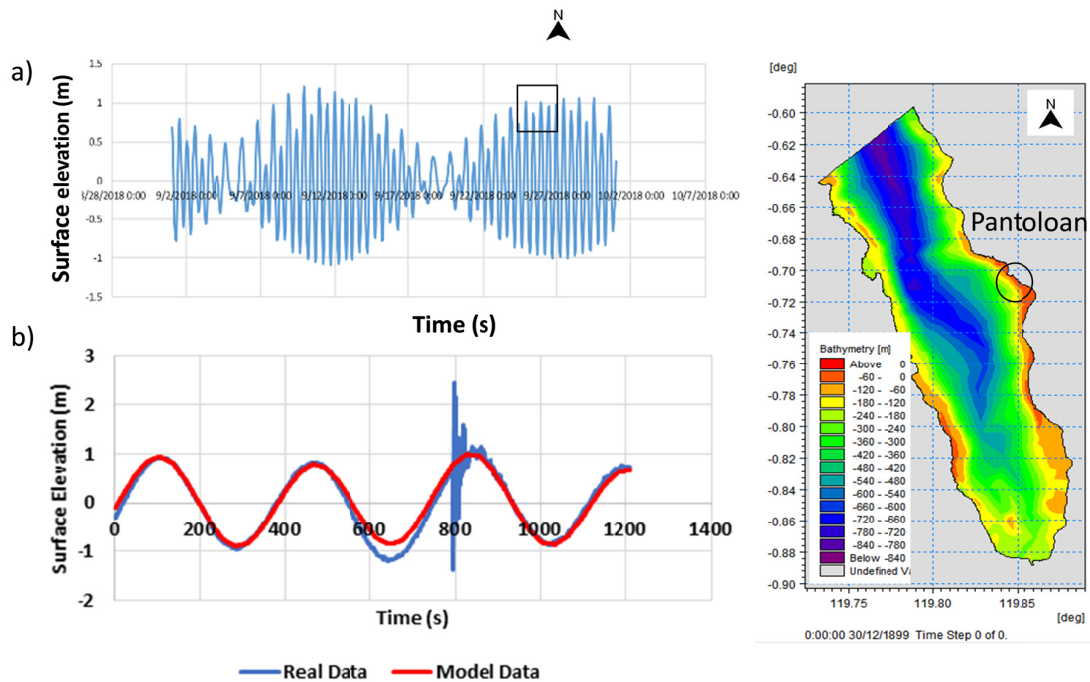 N
a)
Surface elevation (m)
1.5
1
0.5
0
-0.5
-1
-1.5
8/28/2018 0:00 9/2/2018 0:00 9/7/2018 0:00 9/12/2018 0:00 9/17/2018 0:00 9/22/2018 0:00 9/27/2018 0:00 10/2/2018 0:00 10/7/2018 0:00
Time (s)
b)
Surface Elevation (m)
3
2
1
0
-1
-2
0 200 400 600 800 1000 1200 1400
Time (s)
Real Data Model Data
[deg]
N
Pantoloan
-0.60
-0.62
-0.64
-0.66
-0.68
-0.70
-0.72
-0.74
-0.76
-0.78
-0.80
-0.82
-0.84
-0.86
-0.88
-0.90
Bathymetry [m]
Above 0
-60 - 0
-120 - -60
-180 - -120
-240 - -180
-300 - -240
-360 - -300
-420 - -360
-480 - -420
-540 - -480
-600 - -540
-660 - -600
-720 - -660
-780 - -720
-840 - -780
Below -840
Undefined Va
119.75 119.80 119.85
[deg]
0:00:00 30/12/1899 Time Step 0 of 0.